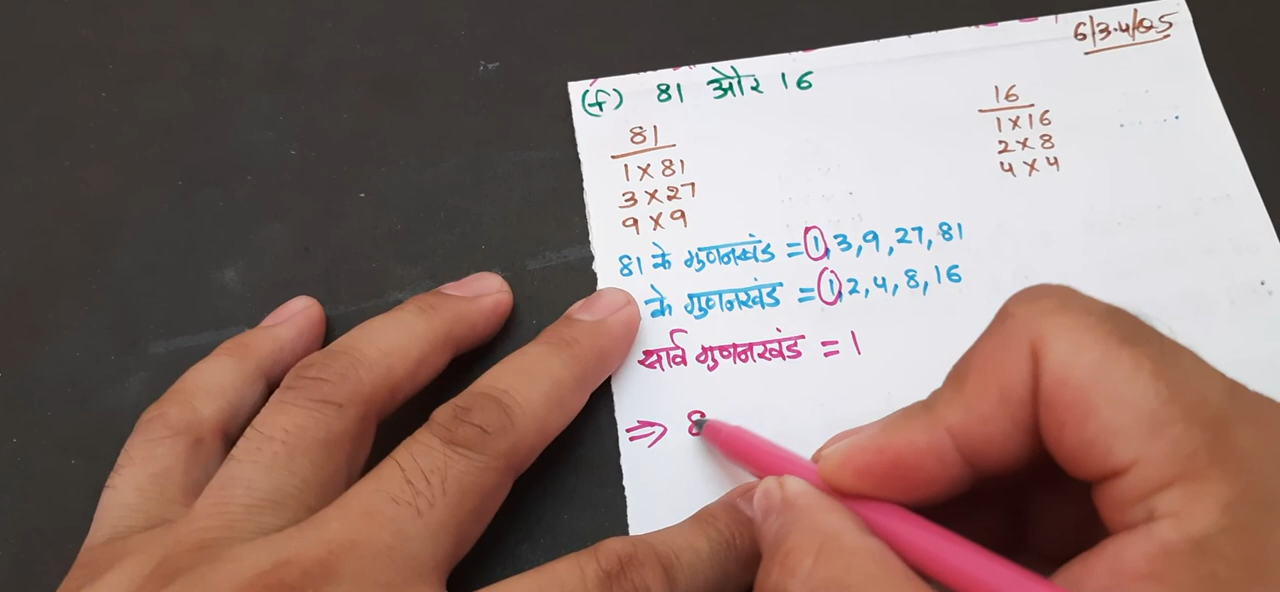 6/3.4/Q5
(f) 81 और 16
81
1 X 81
3 X 27
9 X 9
16
1 X 16
2 X 8
4 X 4
81 के गुणनखंड = 1, 3, 9, 27, 81
के गुणनखंड = 1, 2, 4, 8, 16
सार्व गुणनखंड = 1
⇒ 8